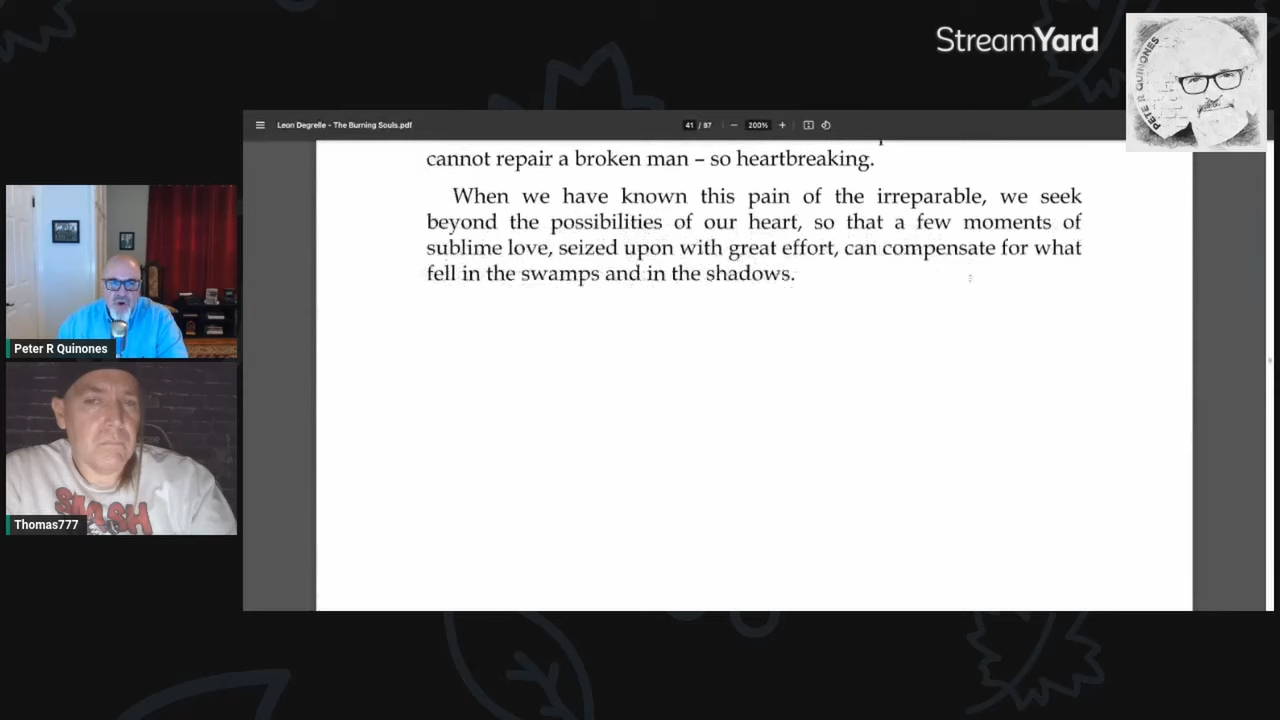 StreamYard
PETER R QUINONES
Leon Degrelle - The Burning Souls.pdf
41 / 87
200%
cannot repair a broken man – so heartbreaking.
When we have known this pain of the irreparable, we seek
beyond the possibilities of our heart, so that a few moments of
sublime love, seized upon with great effort, can compensate for what
fell in the swamps and in the shadows.
Peter R Quinones
SMASH
Thomas777